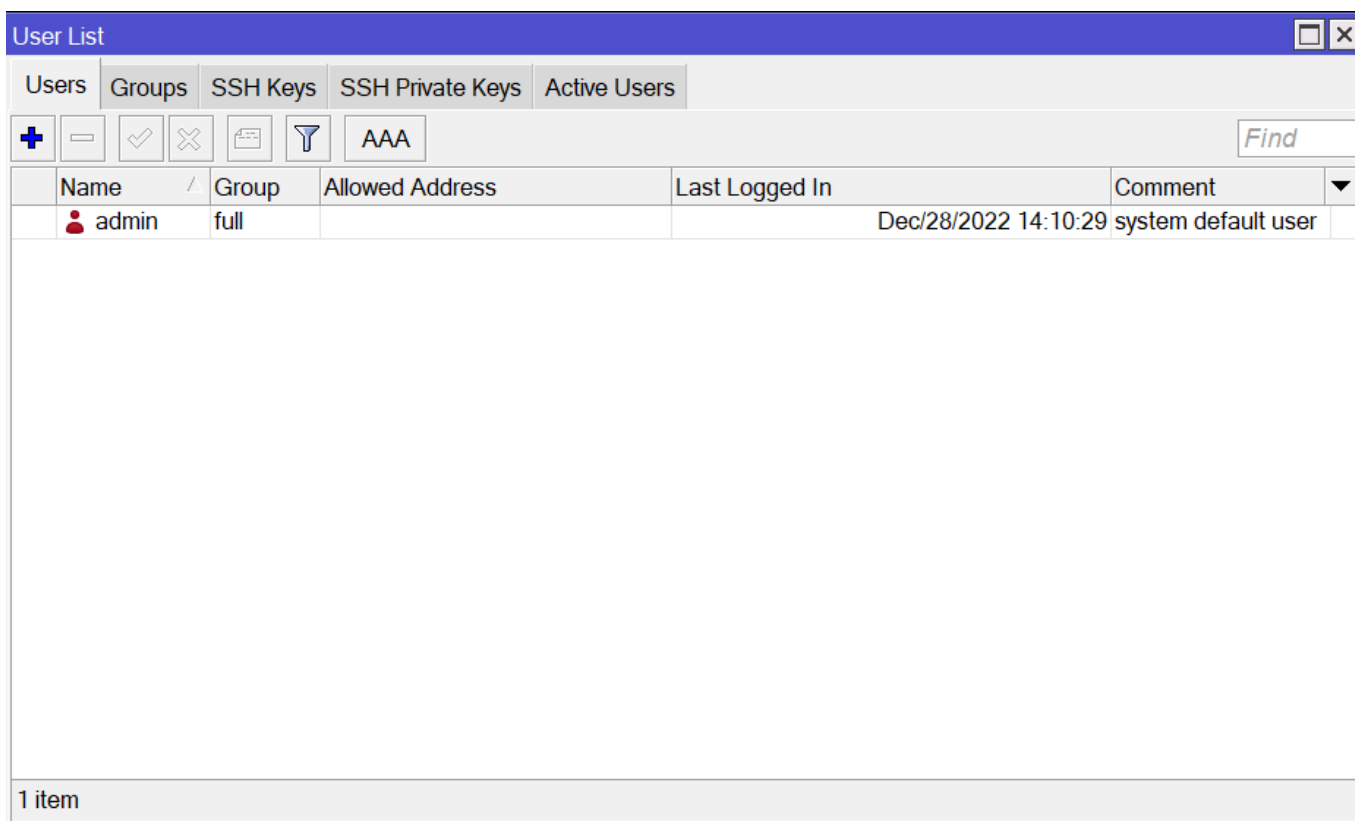 User List
Users Groups SSH Keys SSH Private Keys Active Users
AAA Find
Name Group Allowed Address Last Logged In Comment
admin full Dec/28/2022 14:10:29 system default user
1 item